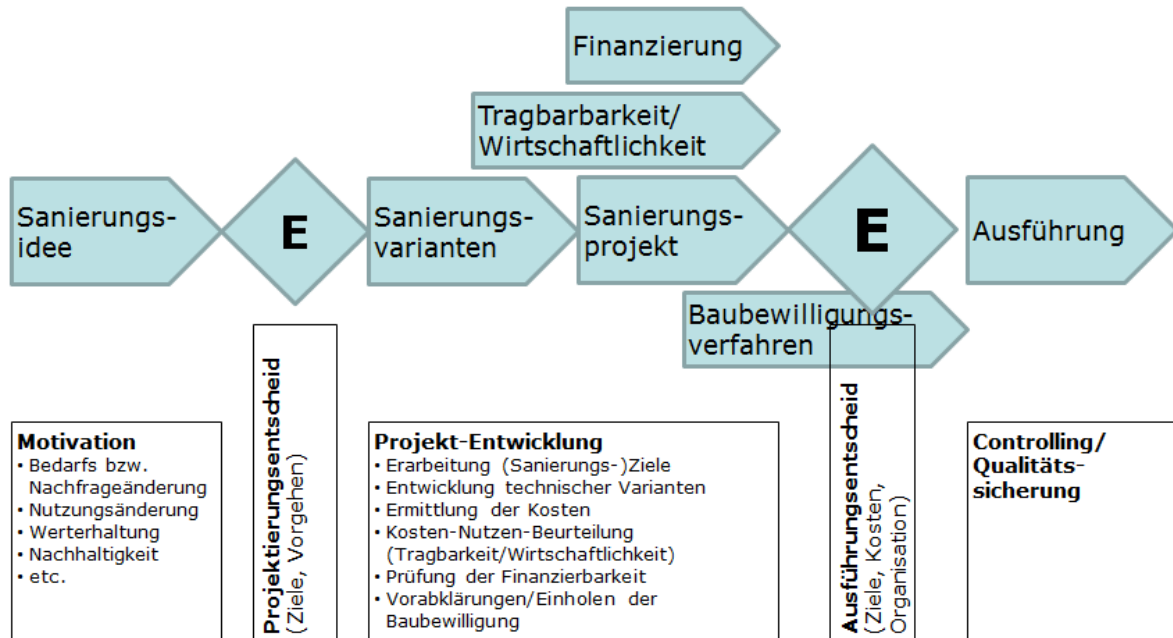 Finanzierung
Tragbarbarkeit/
Wirtschaftlichkeit
Sanierungs-
idee
E
Sanierungs-
varianten
Sanierungs-
projekt
E
Ausführung
Baubewilligungs-
verfahren
Motivation
• Bedarfs bzw.
Nachfrageänderung
• Nutzungsänderung
• Werterhaltung
• Nachhaltigkeit
• etc.
Projektierungsentscheid
(Ziele, Vorgehen)
Projekt-Entwicklung
• Erarbeitung (Sanierungs-)Ziele
• Entwicklung technischer Varianten
• Ermittlung der Kosten
• Kosten-Nutzen-Beurteilung
(Tragbarkeit/Wirtschaftlichkeit)
• Prüfung der Finanzierbarkeit
• Vorabklärungen/Einholen der
Baubewilligung
Ausführungsentscheid
(Ziele, Kosten,
Organisation)
Controlling/
Qualitäts-
sicherung